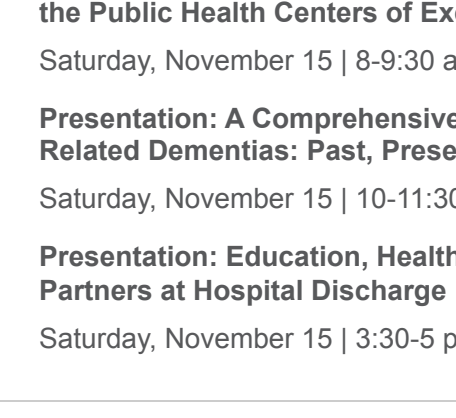 the Public Health Centers of Ex
Saturday, November 15 | 8-9:30 a
Presentation: A Comprehensive
Related Dementias: Past, Prese
Saturday, November 15 | 10-11:30
Presentation: Education, Health
Partners at Hospital Discharge
Saturday, November 15 | 3:30-5 p